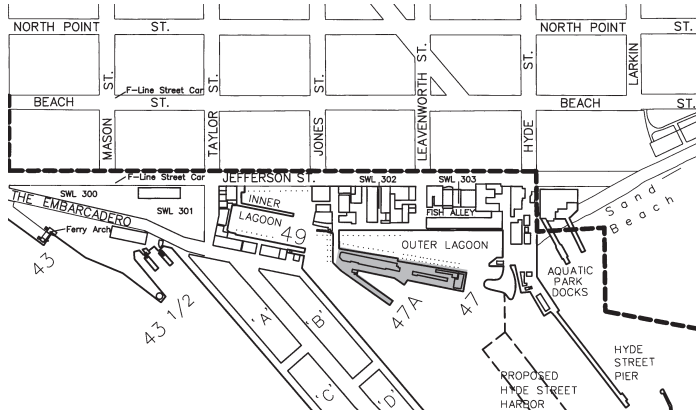 NORTH POINT ST.
LEAVENWORTH ST.
LARKIN
ST.
ST.
ST.
ST.
F-Line Street Car
BEACH ST.
BEACH ST.
MASON
TAYLOR
JONES
HYDE
F-Line Street Car
JEFFERSON ST.
SWL 302
SWL 303
NORTH POINT ST.
SWL 300
THE EMBARCADERO
SWL 301
INNER
LAGOON
49
FISH ALLEY
OUTER LAGOON
Sand
Beach
Ferry Arch
43
43 1/2
47A
47
AQUATIC
PARK
DOCKS
'A'
'B'
'C'
'D'
PROPOSED
HYDE STREET
HARBOR
HYDE
STREET
PIER